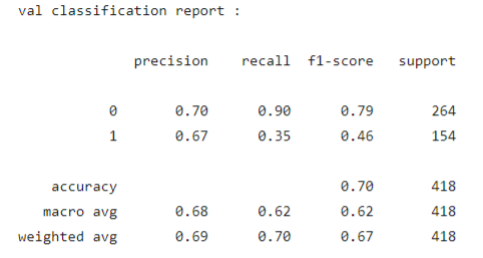 val classification report :
precision recall f1-score support
0 0.70 0.90 0.79 264
1 0.67 0.35 0.46 154
accuracy 0.70 418
macro avg 0.68 0.62 0.62 418
weighted avg 0.69 0.70 0.67 418